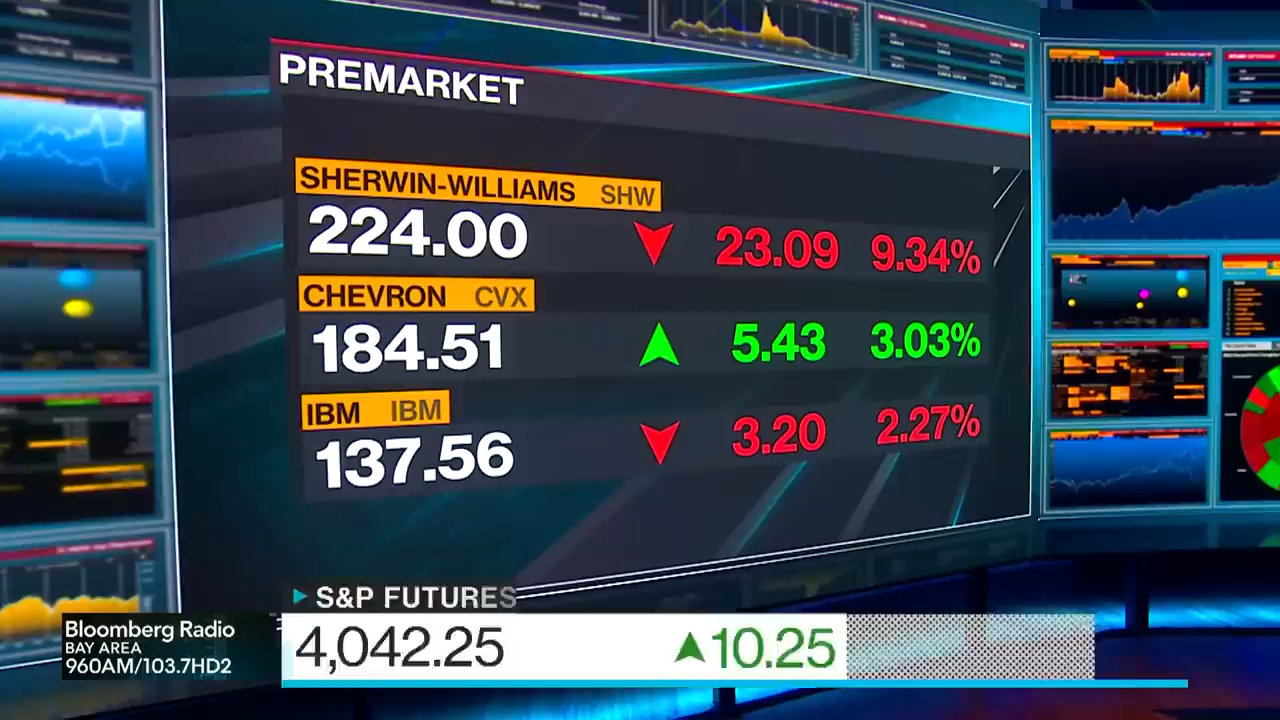 PREMARKET
SHERWIN-WILLIAMS SHW
224.00 ▼ 23.09 9.34%
CHEVRON CVX
184.51 ▲ 5.43 3.03%
IBM IBM
137.56 ▼ 3.20 2.27%
S&P FUTURES
4,042.25 ▲10.25
Bloomberg Radio
BAY AREA
960AM/103.7HD2